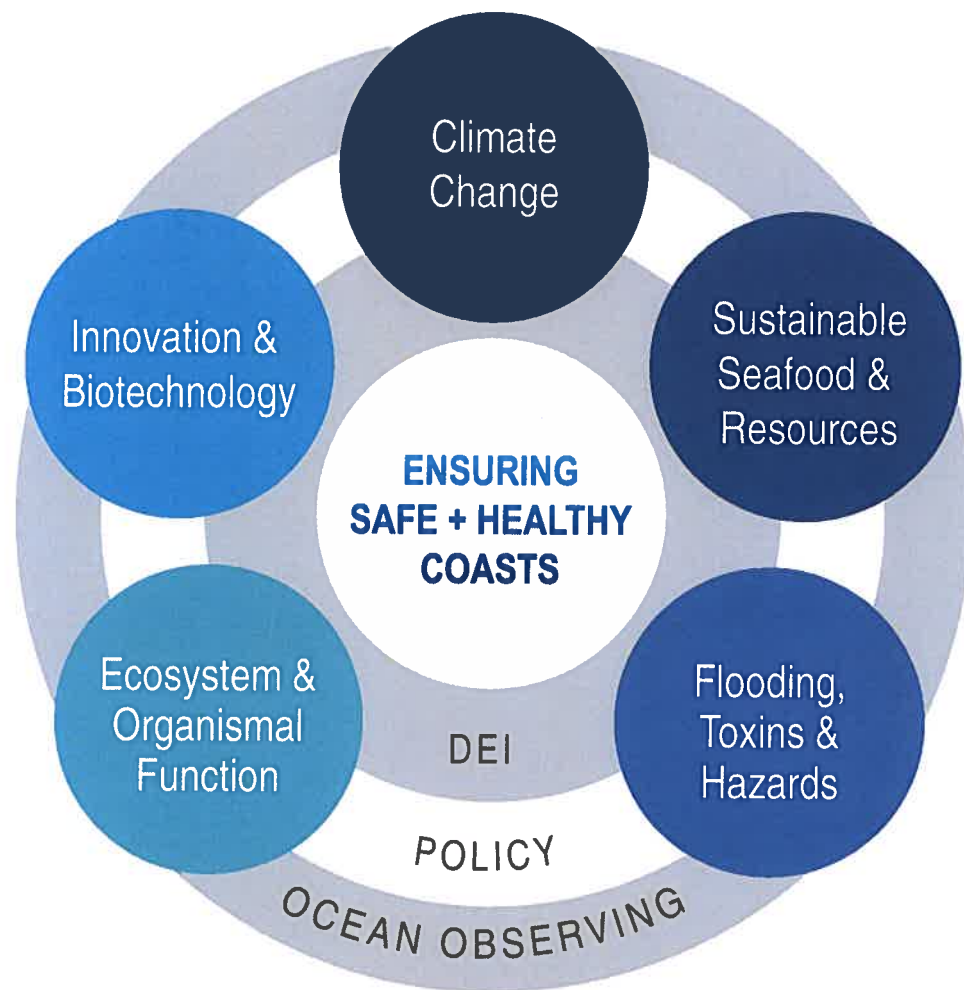 Climate
Change
Innovation &
Biotechnology
Sustainable
Seafood &
Resources
ENSURING
SAFE + HEALTHY
COASTS
Ecosystem &
Organismal
Function
Flooding,
Toxins &
Hazards
DEI
POLICY
OCEAN OBSERVING